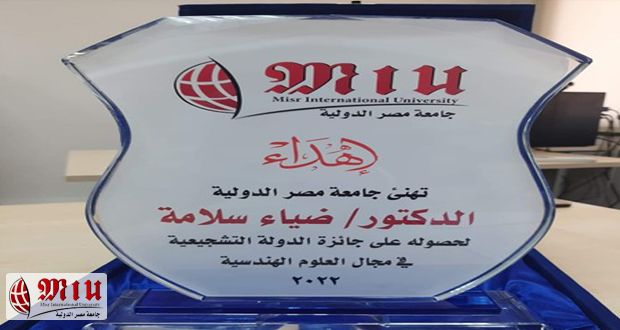 MIU
Misr International University
جامعة مصر الدولية
إهداء
تهنئ جامعة مصر الدولية
الدكتور/ ضياء سلامة
لحصوله على جائزة الدولة التشجيعية
في مجال العلوم الهندسية
٢٠٢٢
MIU
Misr International University
جامعة مصر الدولية